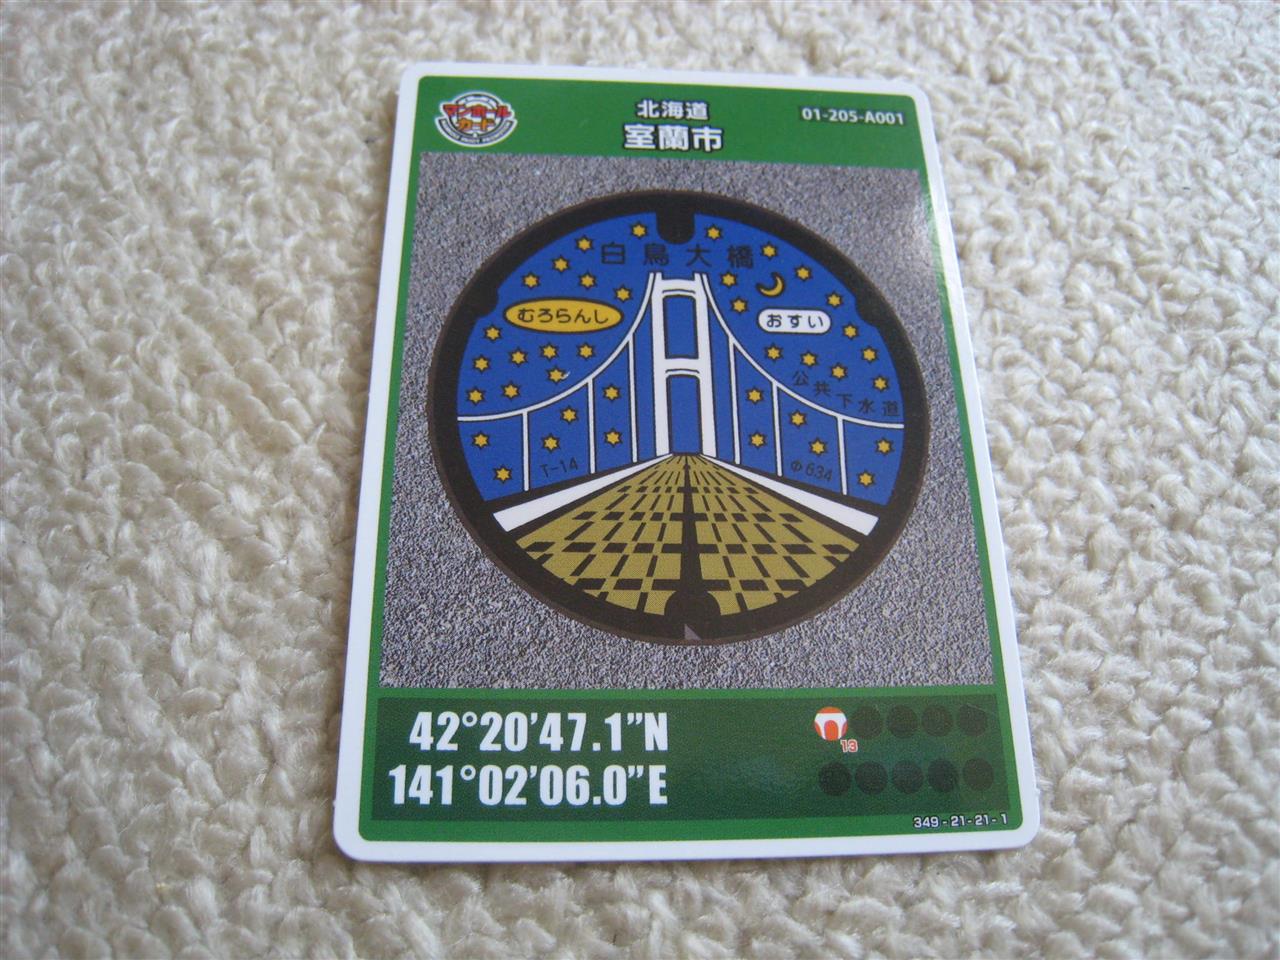 マンホール
カード
北海道
室蘭市
01-205-A001
白鳥大橋
むろらんし
おすい
公共下水道
T-14
Φ634
42°20'47.1"N
141°02'06.0"E
13
349-21-21-1